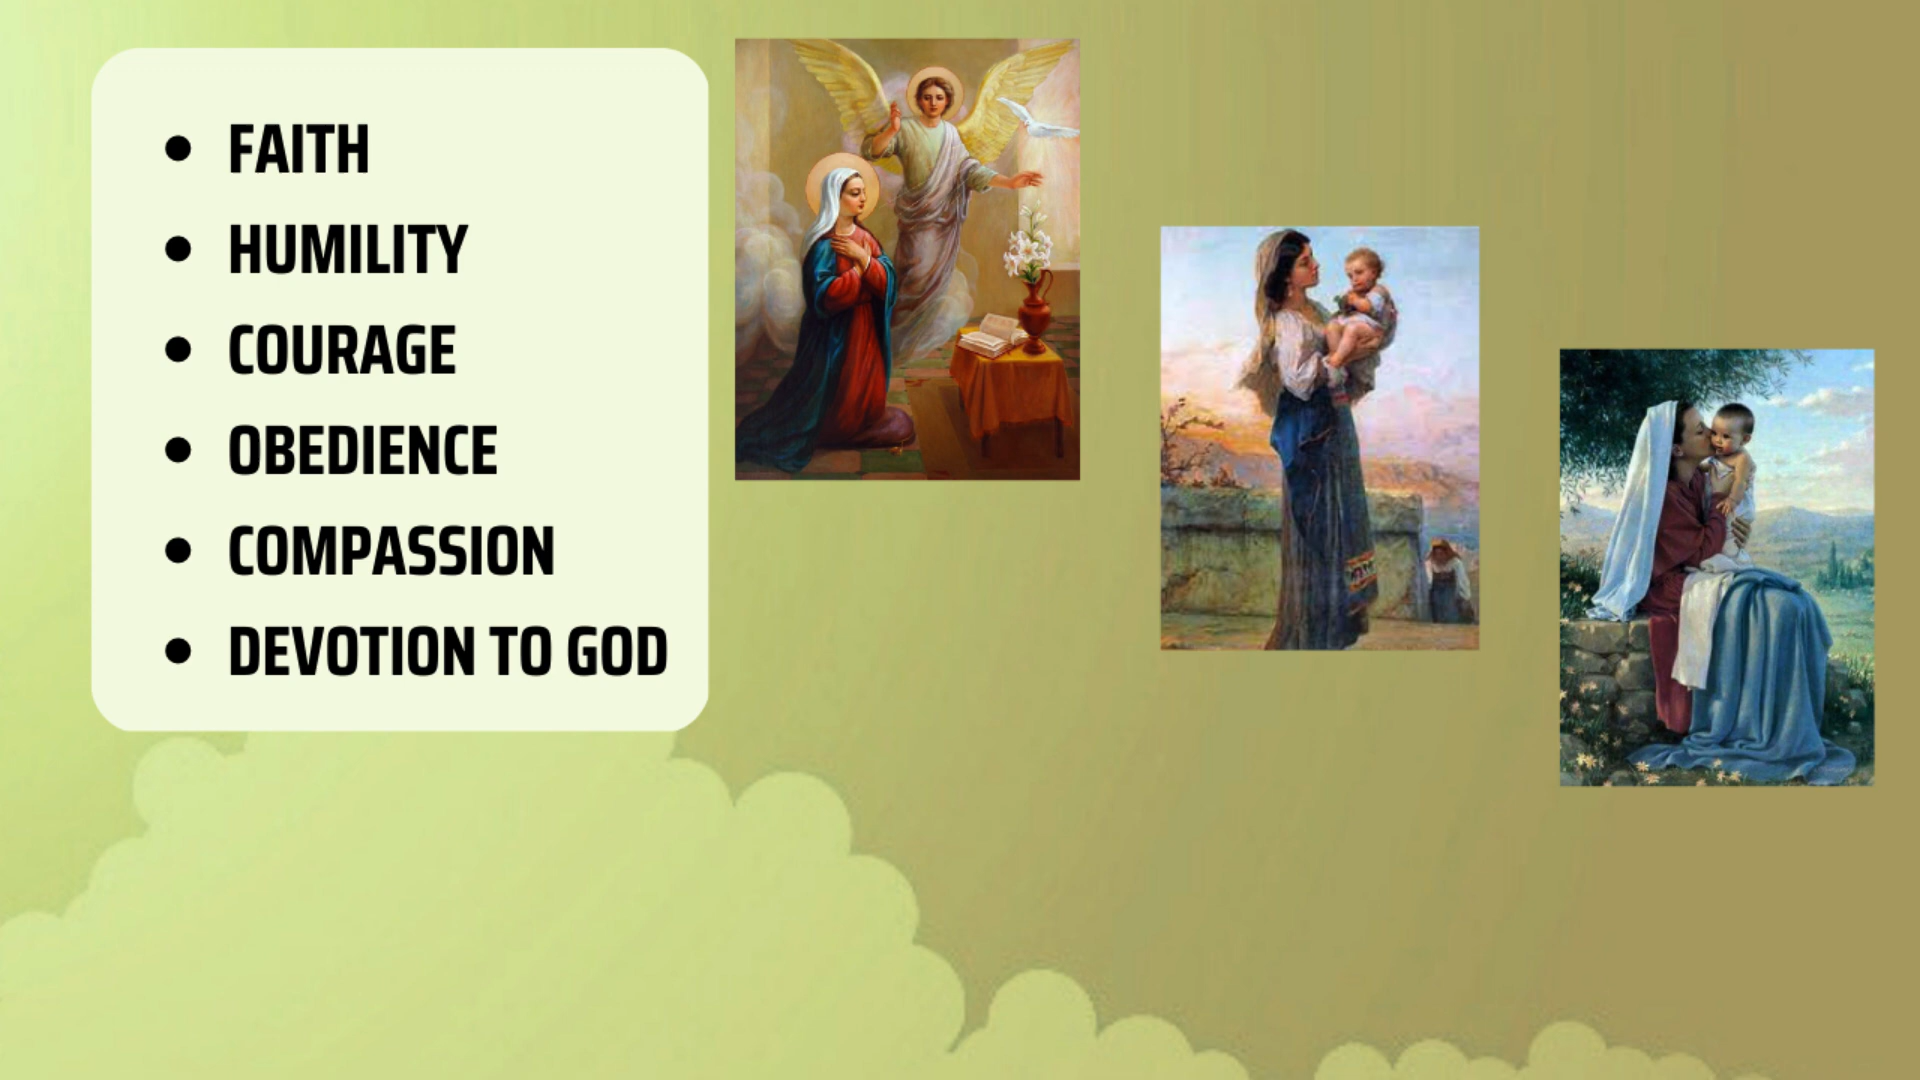 • FAITH
• HUMILITY
• COURAGE
• OBEDIENCE
• COMPASSION
• DEVOTION TO GOD